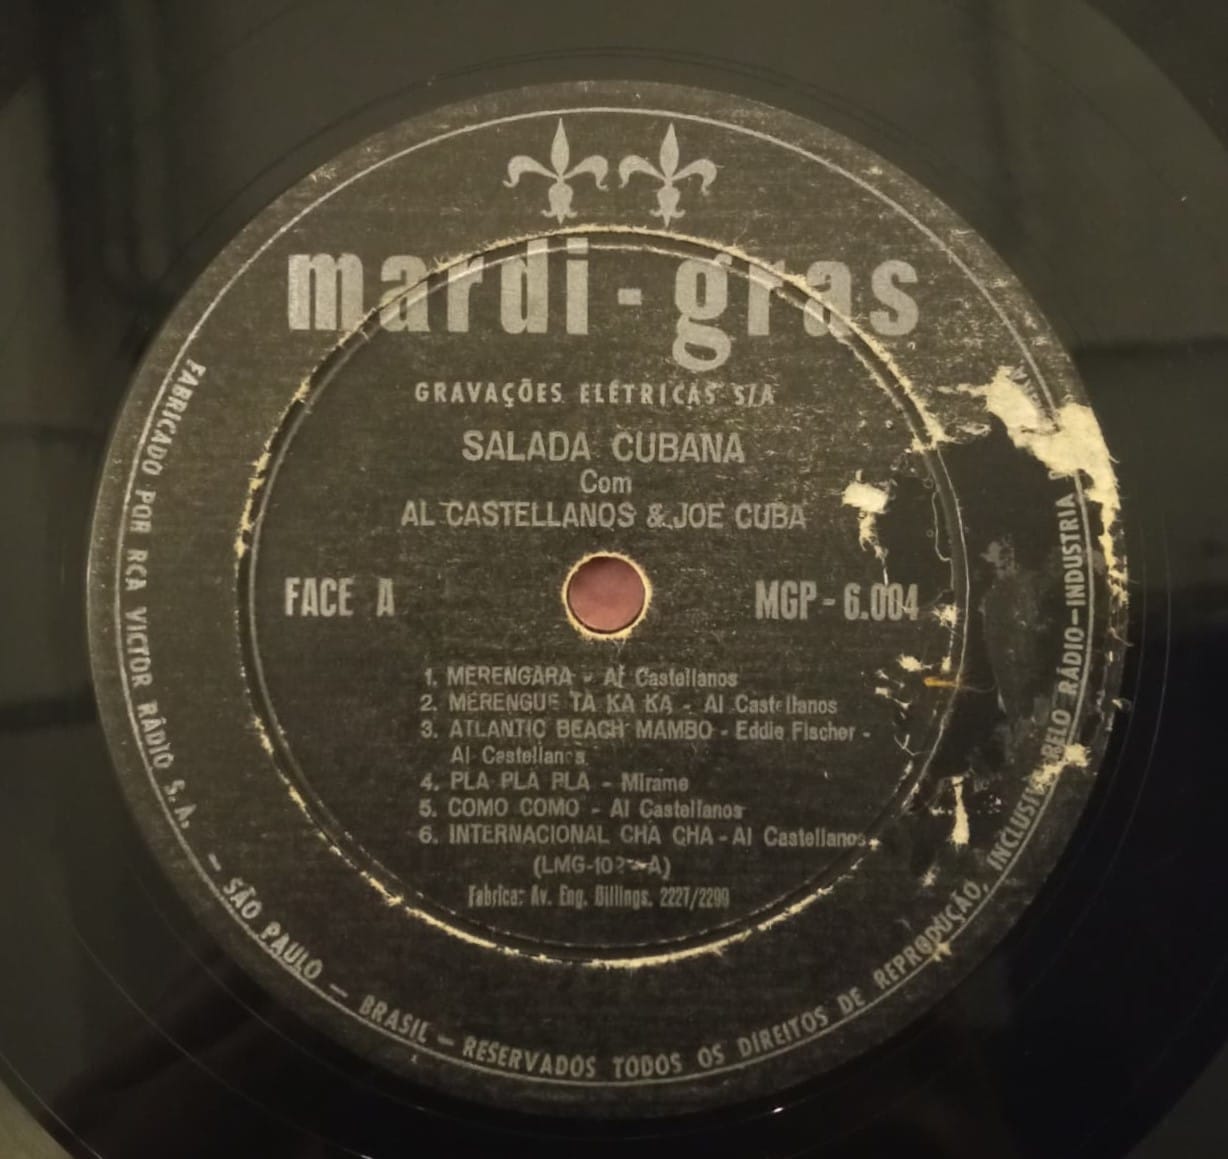 mardi-gras
GRAVAÇÕES ELÉTRICAS S/A
SALADA CUBANA
Com
AL CASTELLANOS & JOE CUBA
FACE A
MGP - 6.004
1. MERENGARA - Al Castellanos
2. MERENGUE TA KA KA - Al Castellanos
3. ATLANTIC BEACH MAMBO - Eddie Fischer -
Al Castellanos
4. PLA PLA PLA - Mirame
5. COMO COMO - Al Castellanos
6. INTERNACIONAL CHA CHA - Al Castellanos
Fabrica: Av. Eng. Billings, 2227/2299
FABRICADO POR RCA VICTOR RÁDIO S.A. — SÃO PAULO — BRASIL — RESERVADOS TODOS OS DIREITOS DE REPRODUÇÃO, INCLUSIVE PELO RÁDIO-INDUSTRIA